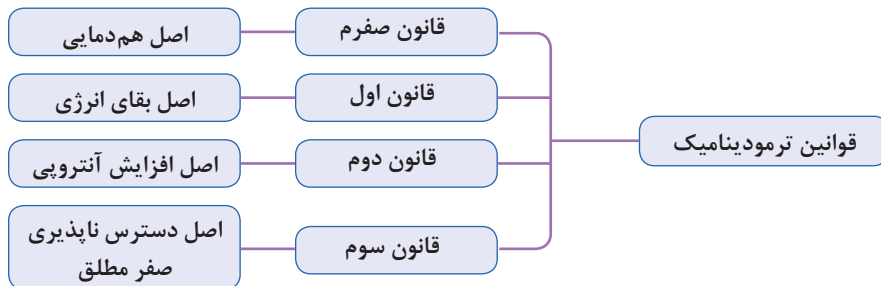 قوانین ترمودینامیک
قانون صفرم
اصل هم‌دمایی
قانون اول
اصل بقای انرژی
قانون دوم
اصل افزایش آنتروپی
قانون سوم
اصل دسترس ناپذیری
صفر مطلق